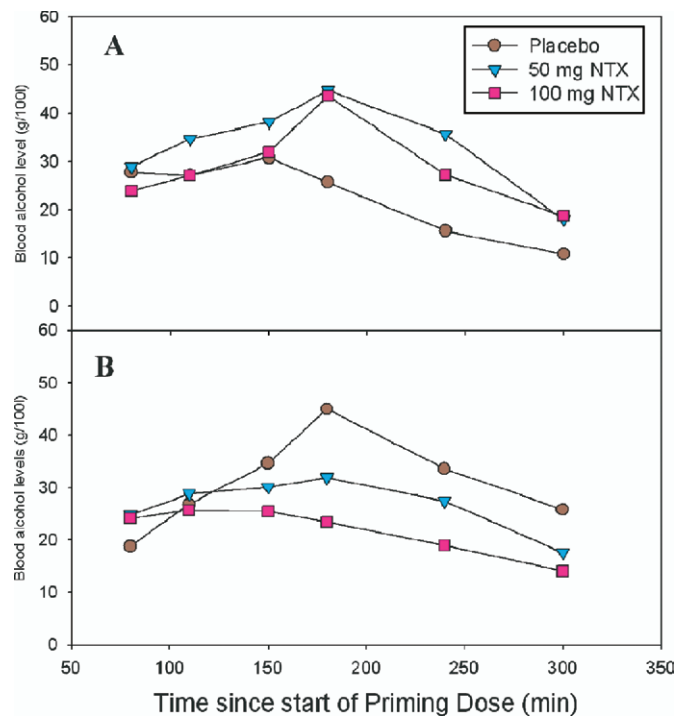 60
A
Placebo
50 mg NTX
100 mg NTX
50
40
30
20
10
0
Blood alcohol level (g/100l)
60
B
50
40
30
20
10
0
Blood alcohol levels (g/100l)
50 100 150 200 250 300 350
Time since start of Priming Dose (min)